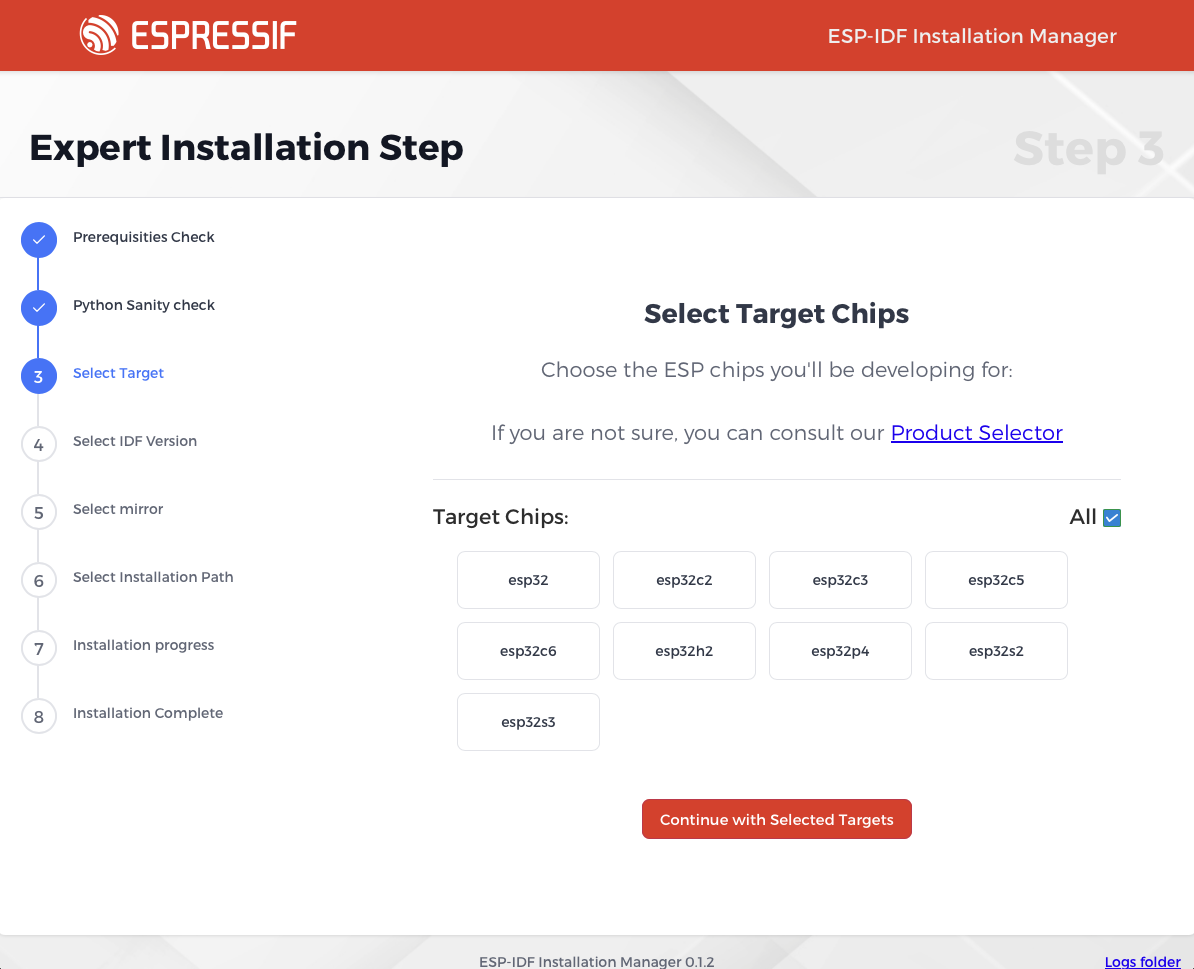 ESPRESSIF
ESP-IDF Installation Manager
Expert Installation Step
Step 3
Prerequisities Check
Python Sanity check
3 Select Target
4 Select IDF Version
5 Select mirror
6 Select Installation Path
7 Installation progress
8 Installation Complete
Select Target Chips
Choose the ESP chips you'll be developing for:
If you are not sure, you can consult our Product Selector
Target Chips:
All
esp32 esp32c2 esp32c3 esp32c5
esp32c6 esp32h2 esp32p4 esp32s2
esp32s3
Continue with Selected Targets
ESP-IDF Installation Manager 0.1.2
Logs folder